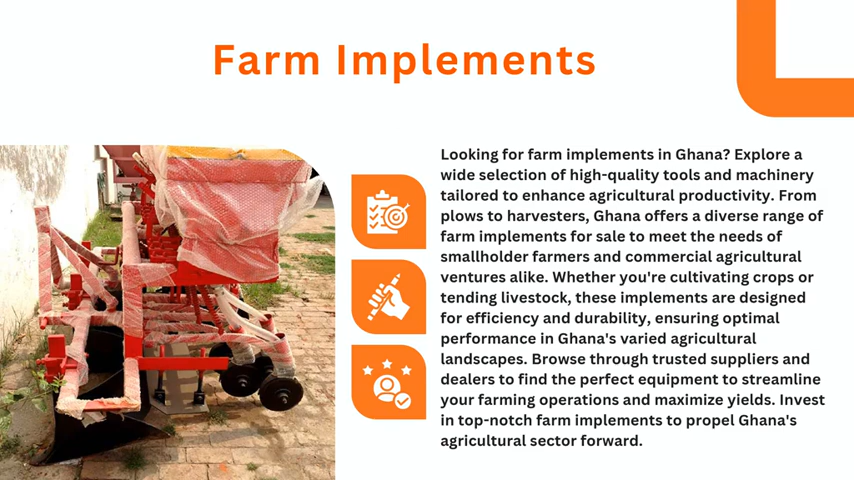 Farm Implements
Looking for farm implements in Ghana? Explore a
wide selection of high-quality tools and machinery
tailored to enhance agricultural productivity. From
plows to harvesters, Ghana offers a diverse range of
farm implements for sale to meet the needs of
smallholder farmers and commercial agricultural
ventures alike. Whether you're cultivating crops or
tending livestock, these implements are designed
for efficiency and durability, ensuring optimal
performance in Ghana's varied agricultural
landscapes. Browse through trusted suppliers and
dealers to find the perfect equipment to streamline
your farming operations and maximize yields. Invest
in top-notch farm implements to propel Ghana's
agricultural sector forward.